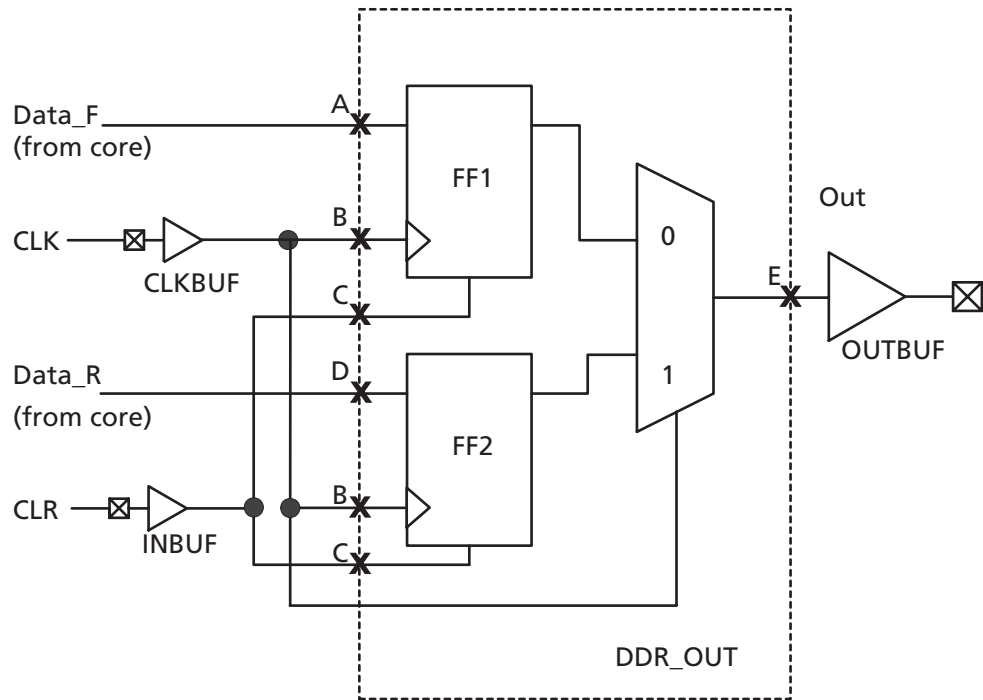 Data_F
(from core)
A
FF1
CLK
CLKBUF
B
C
0
Out
E
OUTBUF
Data_R
(from core)
D
1
FF2
CLR
INBUF
B
C
DDR_OUT